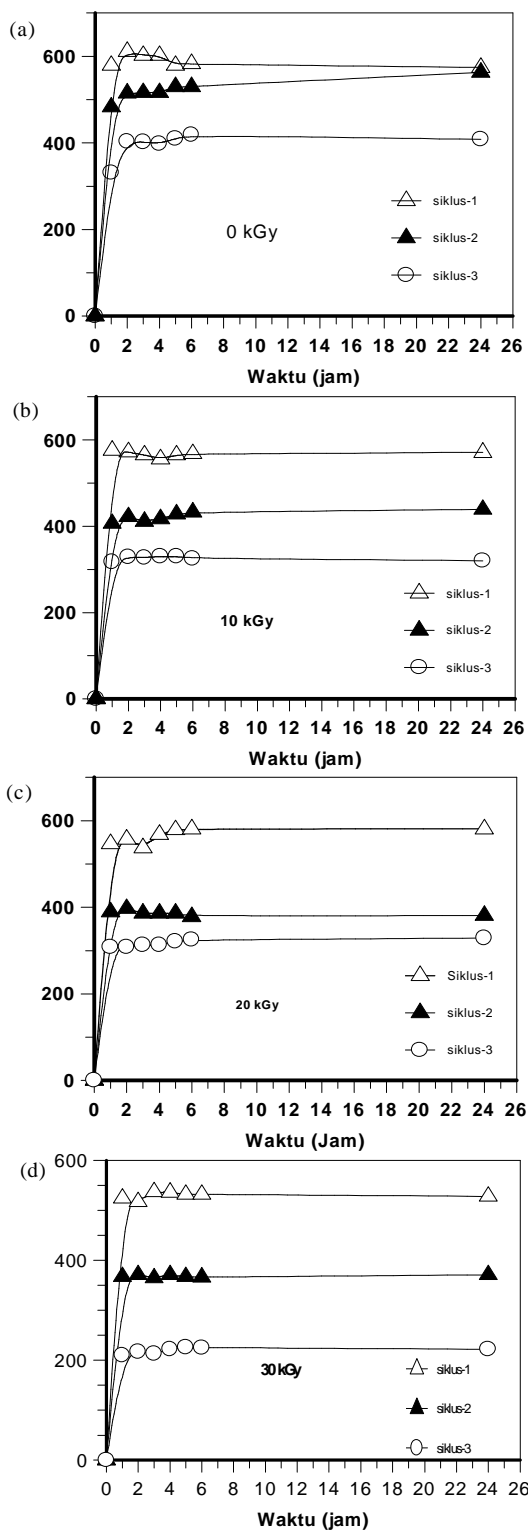 (a)
600
400
200
0
siklus-1
siklus-2
siklus-3
0 kGy
0 2 4 6 8 10 12 14 16 18 20 22 24 26
Waktu (jam)
(b)
600
400
200
0
siklus-1
siklus-2
siklus-3
10 kGy
0 2 4 6 8 10 12 14 16 18 20 22 24 26
Waktu (jam)
(c)
600
400
200
0
Siklus-1
siklus-2
siklus-3
20 kGy
0 2 4 6 8 10 12 14 16 18 20 22 24 26
Waktu (Jam)
(d)
600
400
200
0
30 kGy
siklus-1
siklus-2
siklus-3
0 2 4 6 8 10 12 14 16 18 20 22 24 26
Waktu (jam)